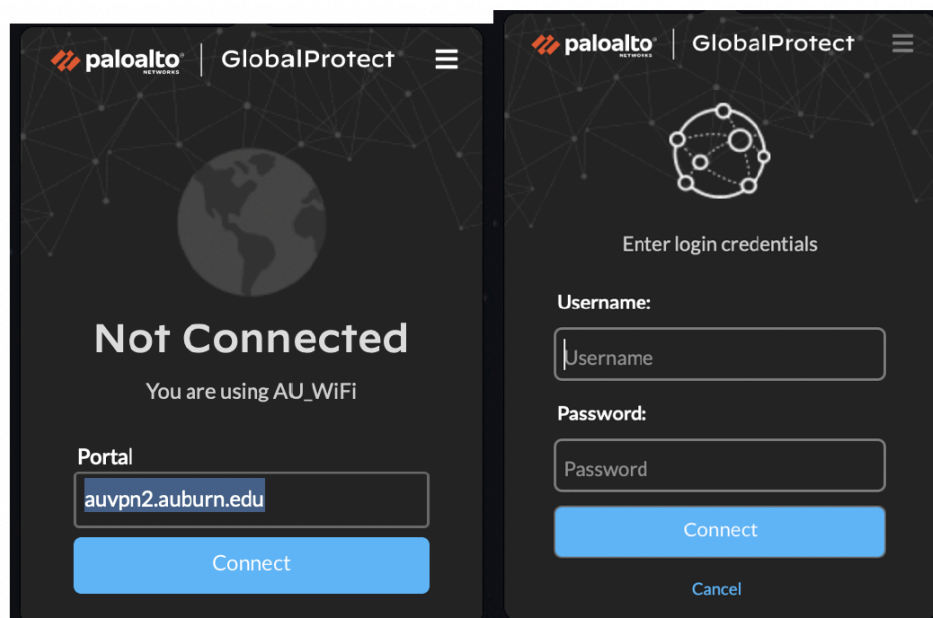 paloalto NETWORKS GlobalProtect
Not Connected
You are using AU_WiFi
Portal
auvpn2.auburn.edu
Connect
paloalto NETWORKS GlobalProtect
Enter login credentials
Username:
Username
Password:
Password
Connect
Cancel